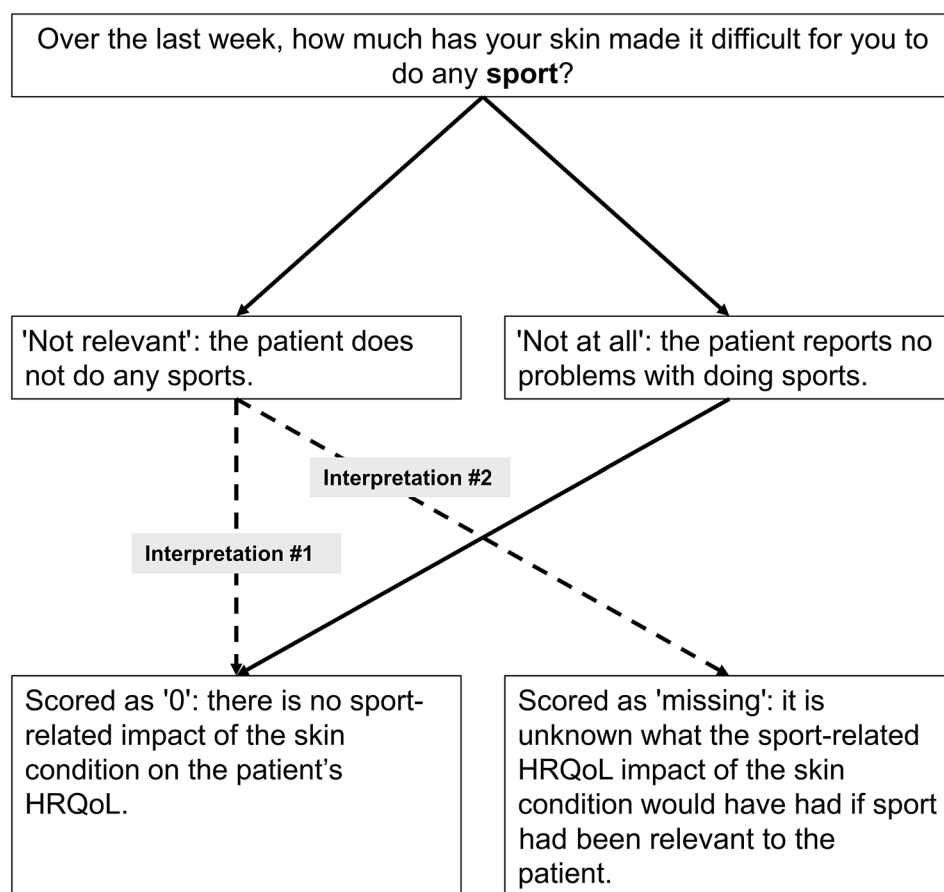 Over the last week, how much has your skin made it difficult for you to
do any sport?
'Not relevant': the patient does
not do any sports.
'Not at all': the patient reports no
problems with doing sports.
Interpretation #2
Interpretation #1
Scored as '0': there is no sport-
related impact of the skin
condition on the patient’s
HRQoL.
Scored as 'missing': it is
unknown what the sport-related
HRQoL impact of the skin
condition would have had if sport
had been relevant to the
patient.